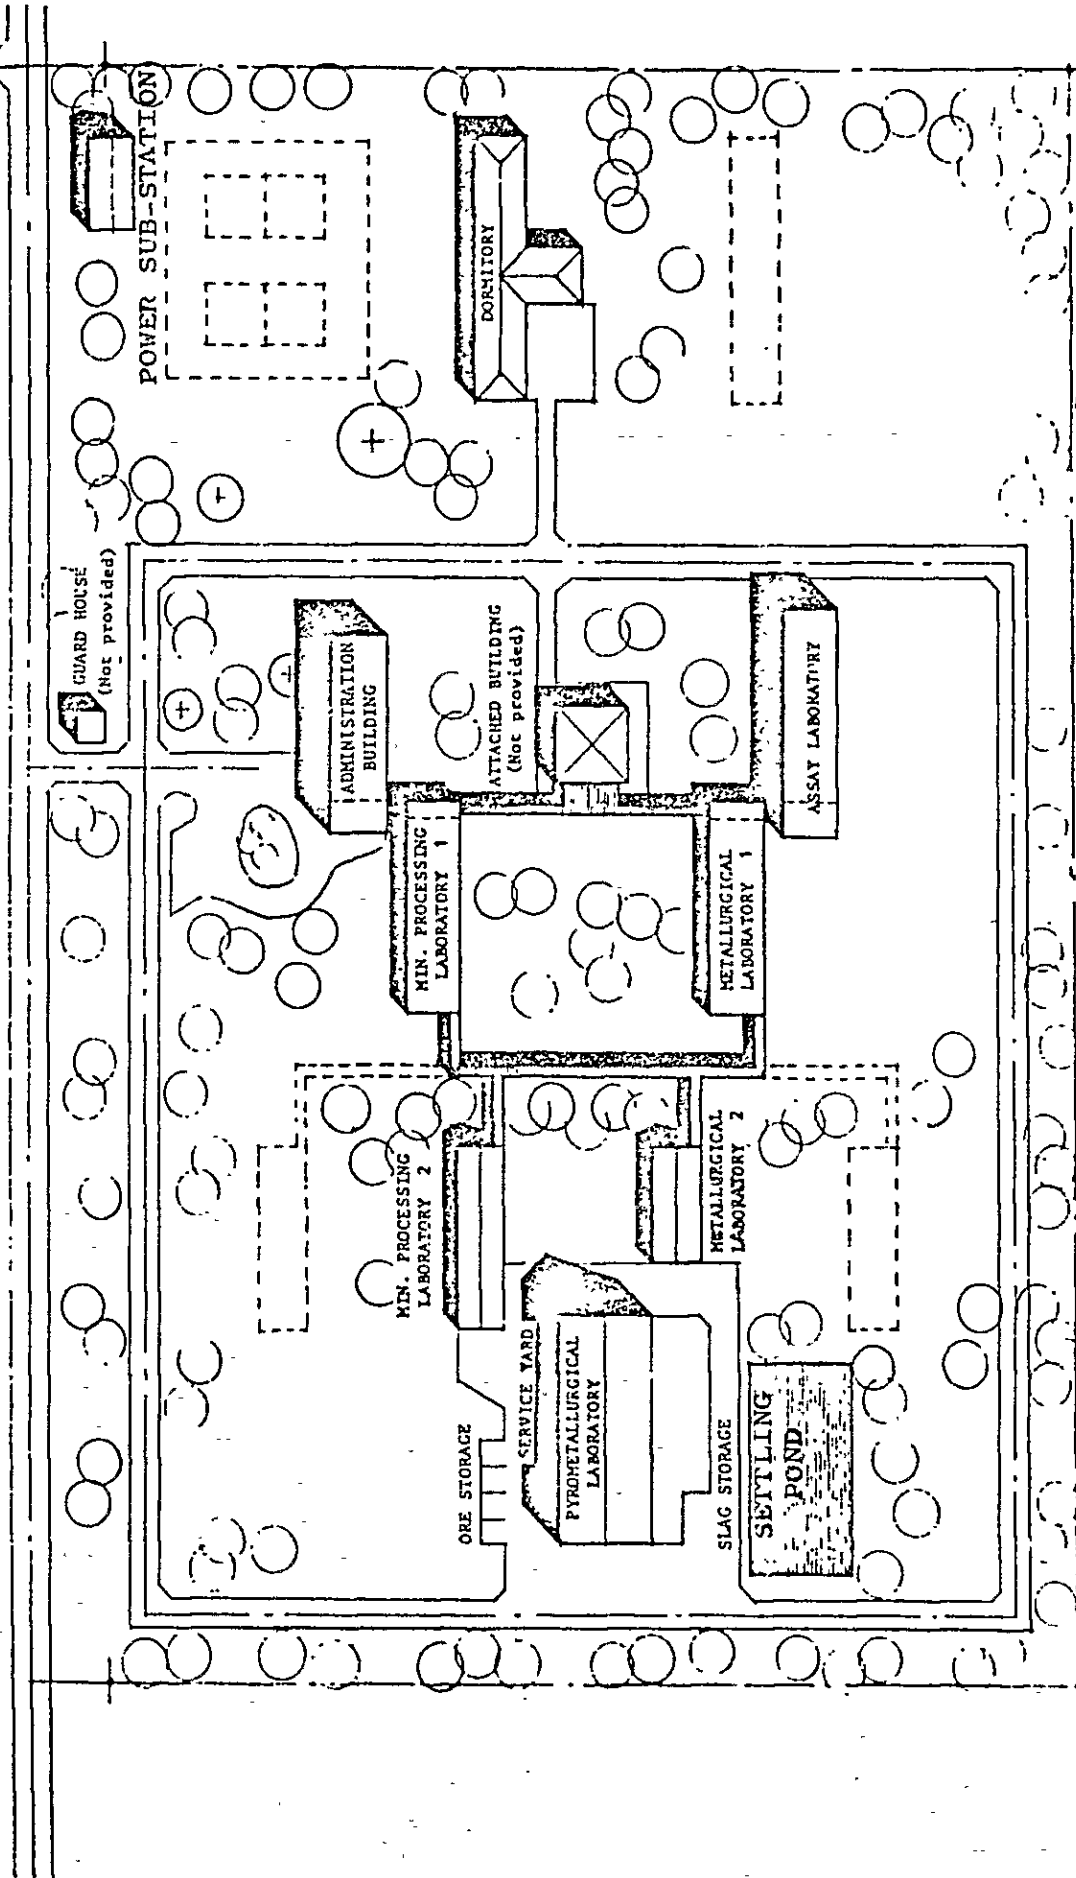 POWER SUB-STATION
DORMITORY
GUARD HOUSE
(Not provided)
ADMINISTRATION
BUILDING
ATTACHED BUILDING
(Not provided)
ASSAY LABORATORY
MIN. PROCESSING
LABORATORY 1
METALLURGICAL
LABORATORY 1
MIN. PROCESSING
LABORATORY 2
METALLURGICAL
LABORATORY 2
ORE STORAGE
SERVICE YARD
PYROMETALLURGICAL
LABORATORY
SLAG STORAGE
SETTLING
POND